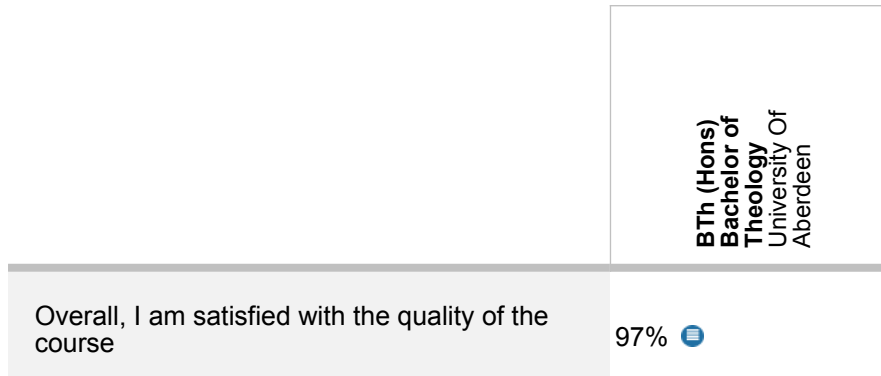 BTh (Hons)
Bachelor of
Theology
University Of
Aberdeen
Overall, I am satisfied with the quality of the
course
97%